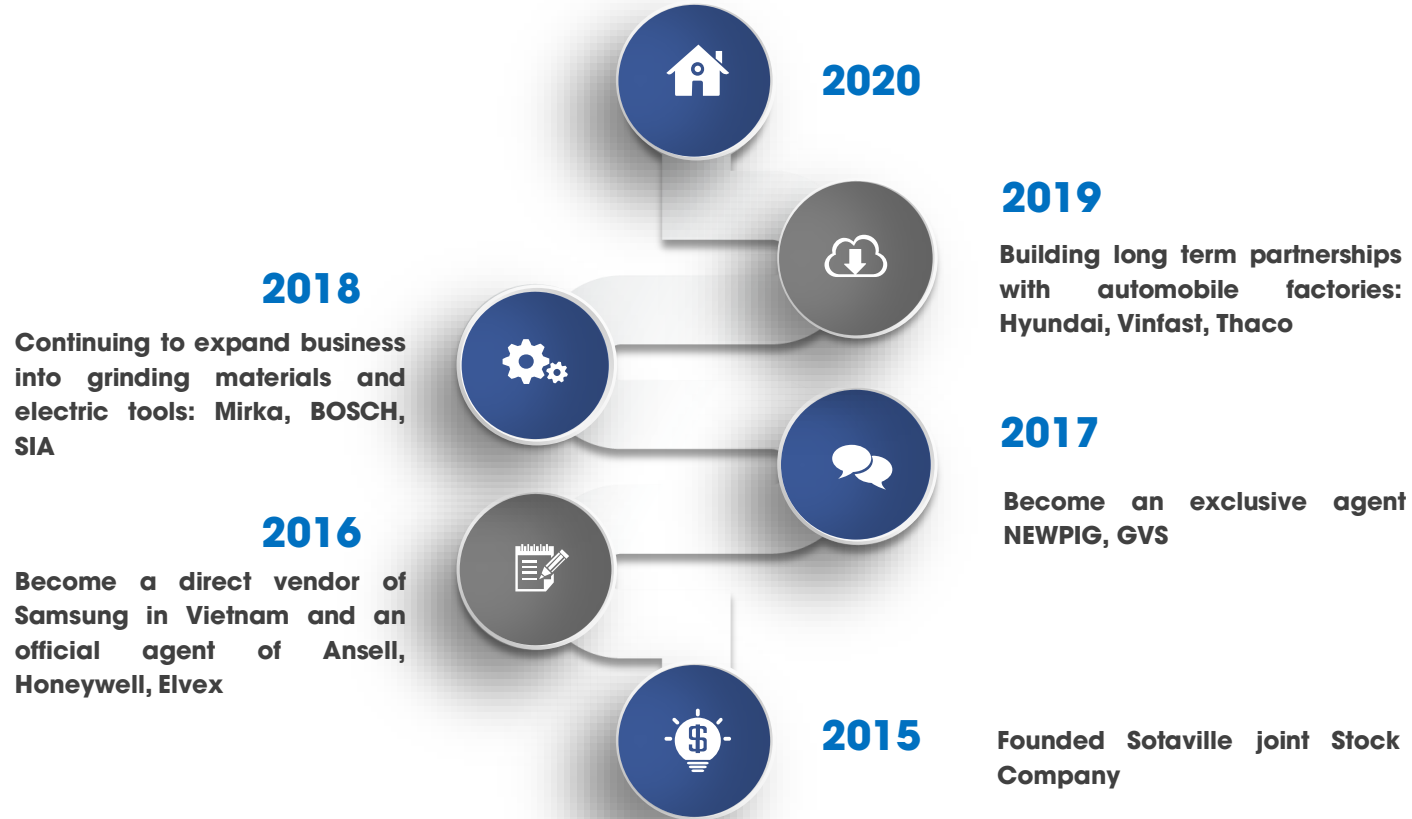 2020
2019
Building long term partnerships
with automobile factories:
Hyundai, Vinfast, Thaco
2018
Continuing to expand business
into grinding materials and
electric tools: Mirka, BOSCH,
SIA
2017
Become an exclusive agent
NEWPIG, GVS
2016
Become a direct vendor of
Samsung in Vietnam and an
official agent of Ansell,
Honeywell, Elvex
2015
Founded Sotaville joint Stock
Company
$